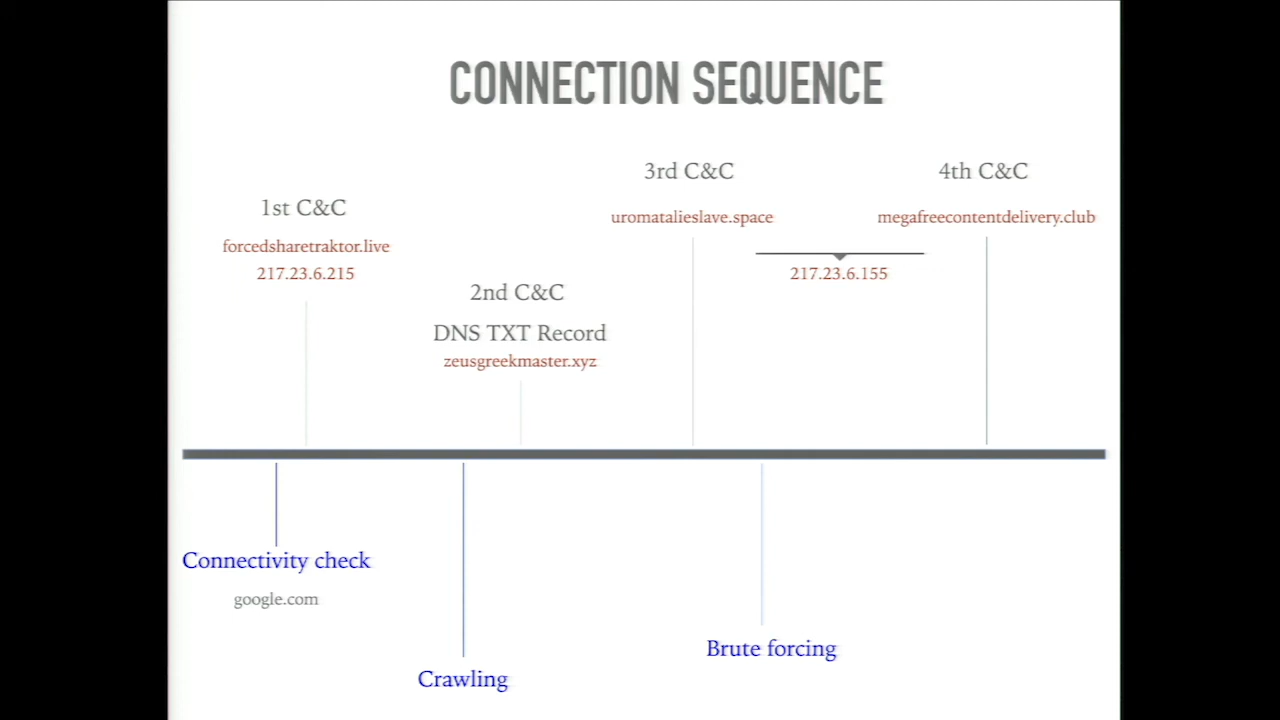 CONNECTION SEQUENCE
1st C&C
forcedsharetraktor.live
217.23.6.215
2nd C&C
DNS TXT Record
zeusgreekmaster.xyz
3rd C&C
uromatalieslave.space
4th C&C
megafreecontentdelivery.club
217.23.6.155
Connectivity check
google.com
Crawling
Brute forcing